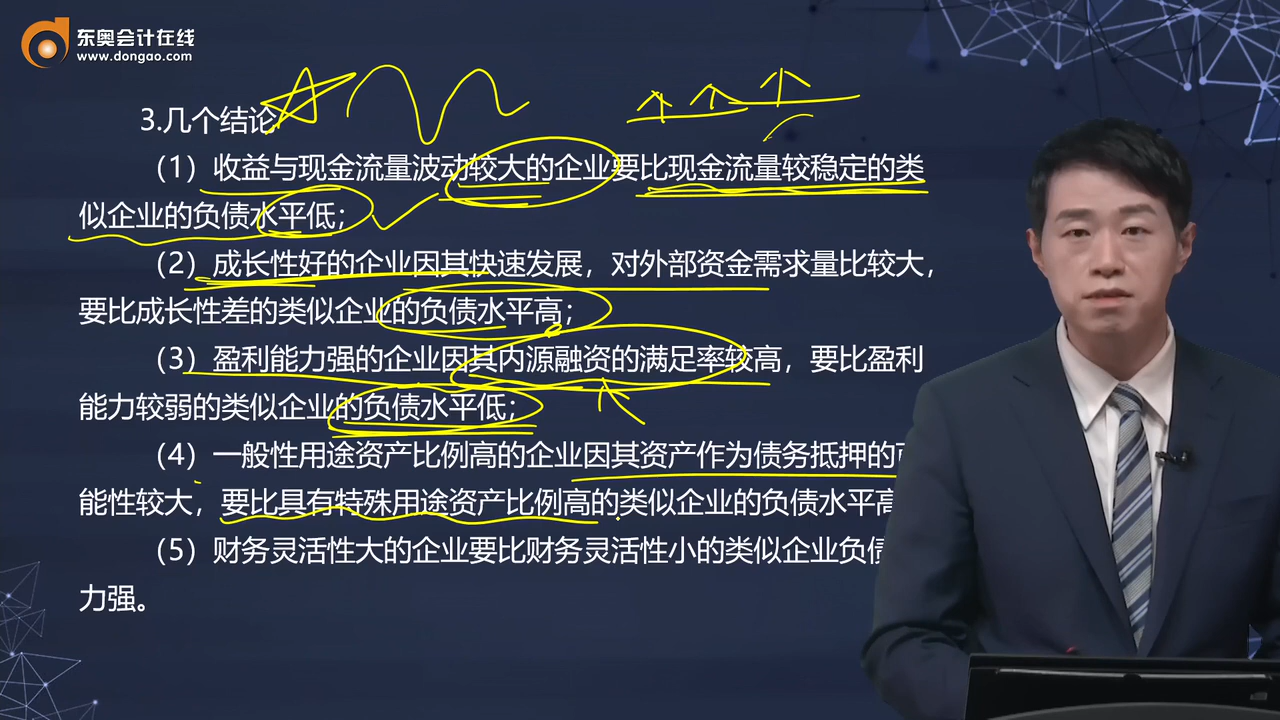 东奥会计在线
www.dongao.com
3.几个结论
（1）收益与现金流量波动较大的企业要比现金流量较稳定的类
似企业的负债水平低；
（2）成长性好的企业因其快速发展，对外部资金需求量比较大，
要比成长性差的类似企业的负债水平高；
（3）盈利能力强的企业因其内源融资的满足率较高，要比盈利
能力较弱的类似企业的负债水平低；
（4）一般性用途资产比例高的企业因其资产作为债务抵押的
能性较大，要比具有特殊用途资产比例高的类似企业的负债水平高
（5）财务灵活性大的企业要比财务灵活性小的类似企业负债
力强。